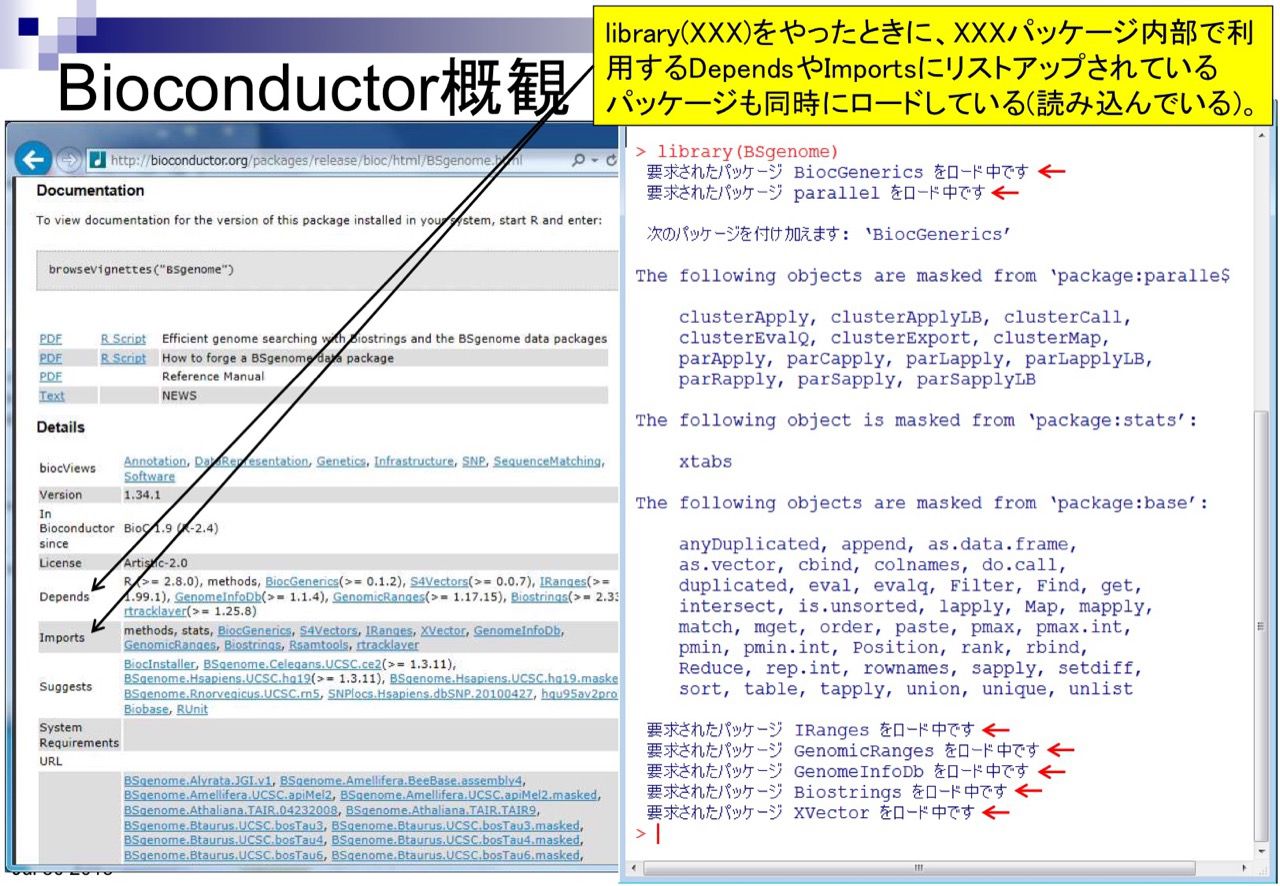 library(XXX)をやったときに、XXXパッケージ内部で利
用するDependsやImportsにリストアップされている
パッケージも同時にロードしている(読み込んでいる)。
Bioconductor概観
http://bioconductor.org/packages/release/bioc/html/BSgenome.html
Documentation
To view documentation for the version of this package installed in your system, start R and enter:
browseVignettes("BSgenome")
PDF R Script Efficient genome searching with Biostrings and the BSgenome data packages
PDF R Script How to forge a BSgenome data package
PDF Reference Manual
Text NEWS
Details
biocViews Annotation, DataRepresentation, Genetics, Infrastructure, SNP, SequenceMatching,
Software
Version 1.34.1
In
Bioconductor BioC 1.9 (R-2.4)
since
License Artistic-2.0
R (>= 2.8.0), methods, BiocGenerics(>= 0.1.2), S4Vectors(>= 0.0.7), IRanges(>=
Depends 1.99.1), GenomeInfoDb(>= 1.1.4), GenomicRanges(>= 1.17.15), Biostrings(>= 2.33
rtracklayer(>= 1.25.8)
Imports methods, stats, BiocGenerics, S4Vectors, IRanges, XVector, GenomeInfoDb,
GenomicRanges, Biostrings, Rsamtools, rtracklayer
BiocInstaller, BSgenome.Celegans.UCSC.ce2(>= 1.3.11),
Suggests BSgenome.Hsapiens.UCSC.hg19(>= 1.3.11), BSgenome.Hsapiens.UCSC.hg19.maske
BSgenome.Rnorvegicus.UCSC.rn5, SNPlocs.Hsapiens.dbSNP.20100427, hgu95av2pro
Biobase, RUnit
System
Requirements
URL
BSgenome.Alyrata.JGI.v1, BSgenome.Amellifera.BeeBase.assembly4,
BSgenome.Amellifera.UCSC.apiMel2, BSgenome.Amellifera.UCSC.apiMel2.masked,
BSgenome.Athaliana.TAIR.04232008, BSgenome.Athaliana.TAIR.TAIR9,
BSgenome.Btaurus.UCSC.bosTau3, BSgenome.Btaurus.UCSC.bosTau3.masked,
BSgenome.Btaurus.UCSC.bosTau4, BSgenome.Btaurus.UCSC.bosTau4.masked,
BSgenome.Btaurus.UCSC.bosTau6, BSgenome.Btaurus.UCSC.bosTau6.masked,
> library(BSgenome)
要求されたパッケージ BiocGenerics をロード中です
要求されたパッケージ parallel をロード中です
次のパッケージを付け加えます: ‘BiocGenerics’
The following objects are masked from ‘package:paralle$
clusterApply, clusterApplyLB, clusterCall,
clusterEvalQ, clusterExport, clusterMap,
parApply, parCapply, parLapply, parLapplyLB,
parRapply, parSapply, parSapplyLB
The following object is masked from ‘package:stats’:
xtabs
The following objects are masked from ‘package:base’:
anyDuplicated, append, as.data.frame,
as.vector, cbind, colnames, do.call,
duplicated, eval, evalq, Filter, Find, get,
intersect, is.unsorted, lapply, Map, mapply,
match, mget, order, paste, pmax, pmax.int,
pmin, pmin.int, Position, rank, rbind,
Reduce, rep.int, rownames, sapply, setdiff,
sort, table, tapply, union, unique, unlist
要求されたパッケージ IRanges をロード中です
要求されたパッケージ GenomicRanges をロード中です
要求されたパッケージ GenomeInfoDb をロード中です
要求されたパッケージ Biostrings をロード中です
要求されたパッケージ XVector をロード中です
>